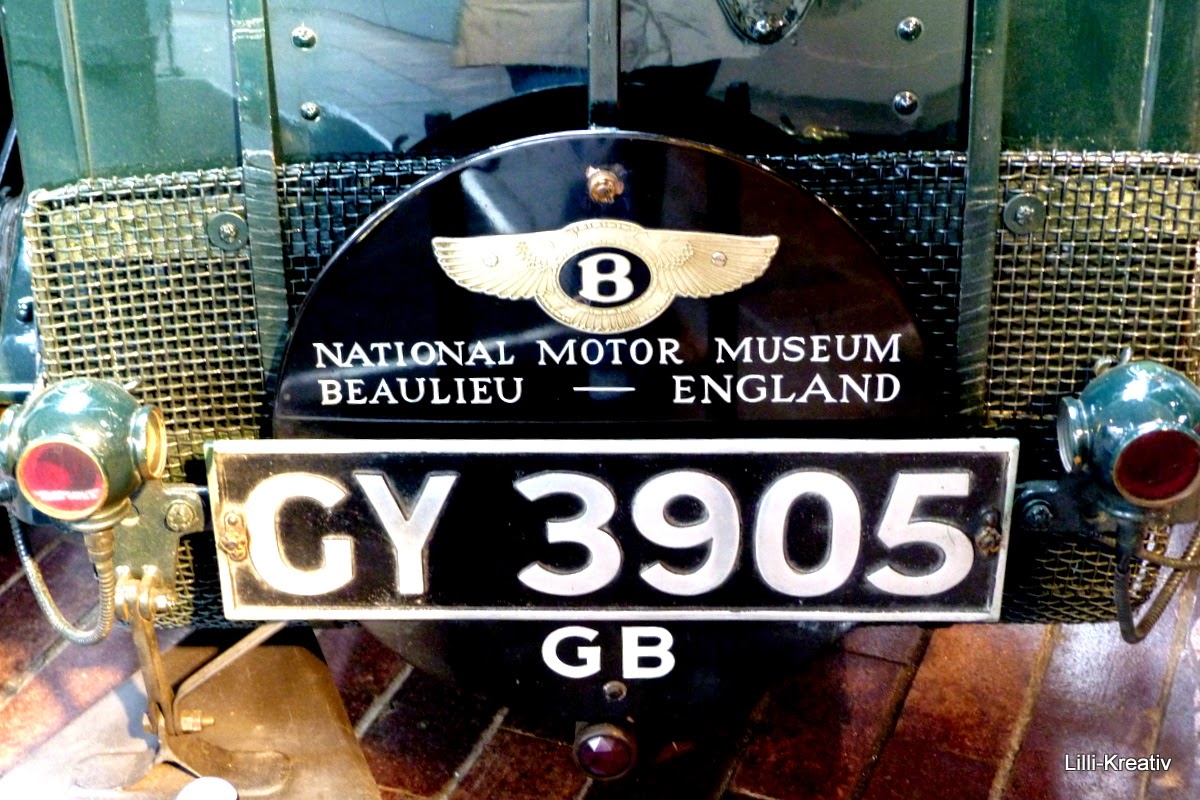 B
NATIONAL MOTOR MUSEUM
BEAULIEU — ENGLAND
GY 3905
GB
Lilli-Kreativ